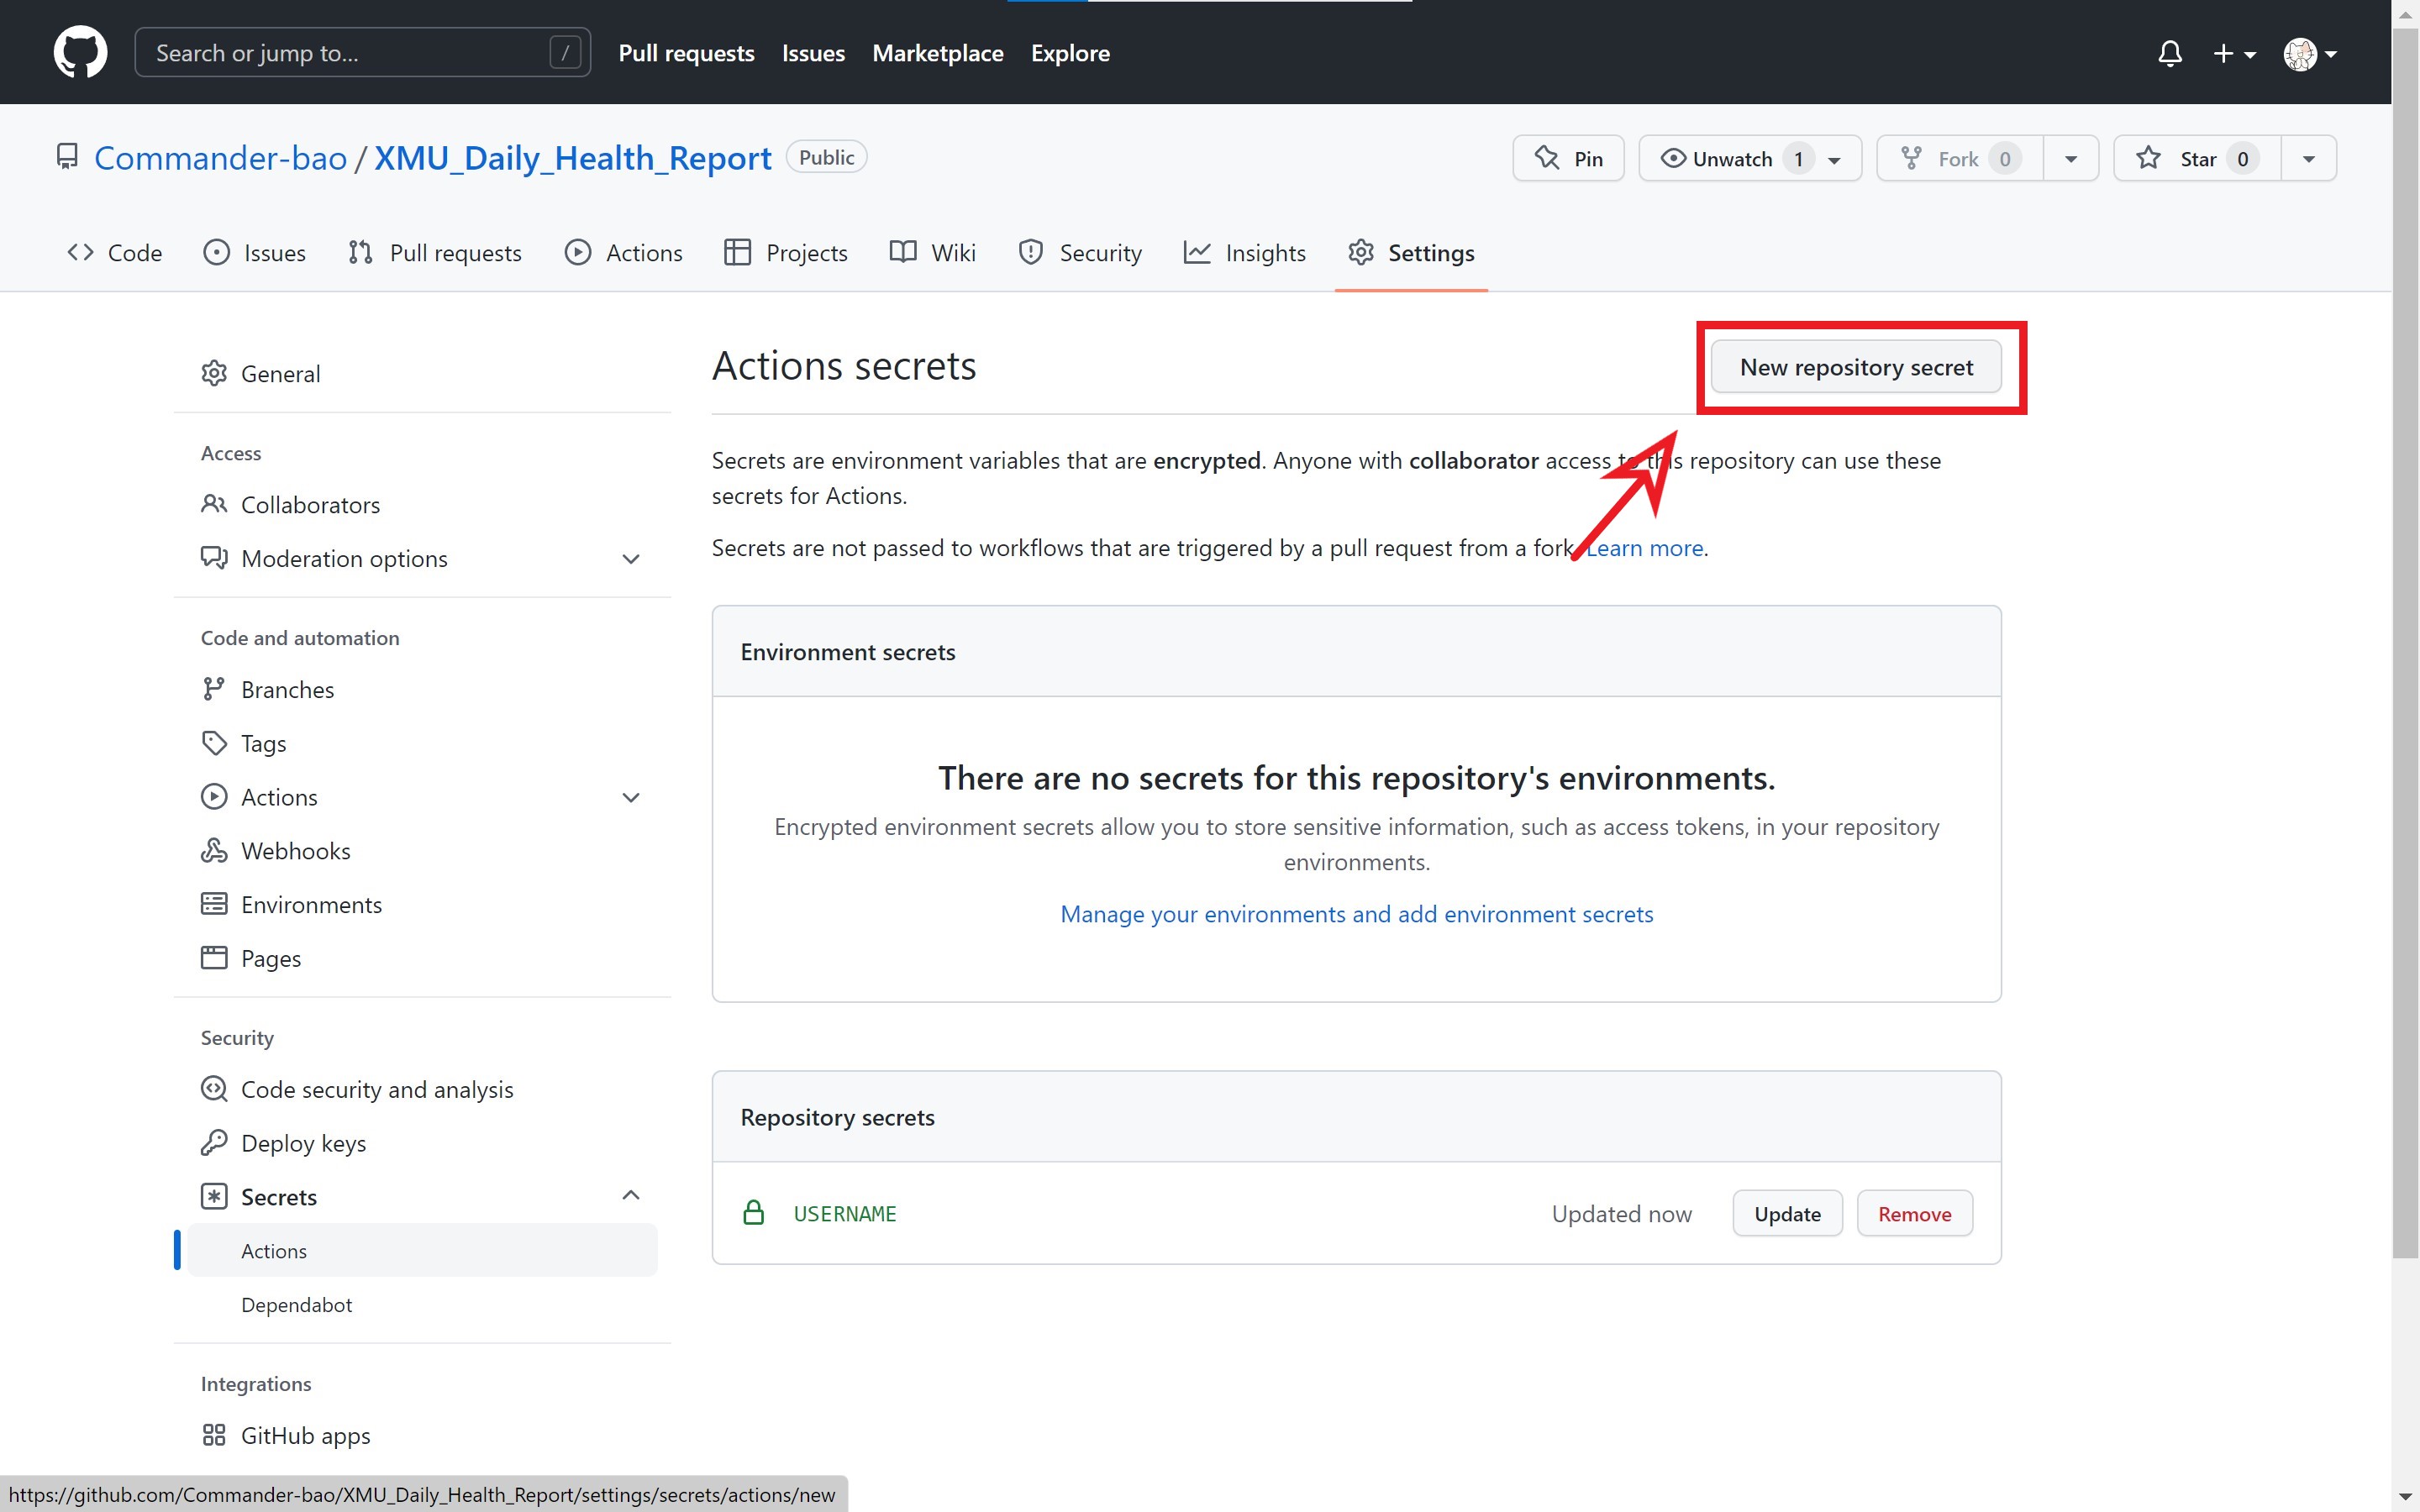 Search or jump to... /
Pull requests Issues Marketplace Explore
Commander-bao / XMU_Daily_Health_Report Public
Pin Unwatch 1 Fork 0 Star 0
Code Issues Pull requests Actions Projects Wiki Security Insights Settings
General
Access
Collaborators
Moderation options
Code and automation
Branches
Tags
Actions
Webhooks
Environments
Pages
Security
Code security and analysis
Deploy keys
Secrets
Actions
Dependabot
Integrations
GitHub apps
Actions secrets
New repository secret
Secrets are environment variables that are encrypted. Anyone with collaborator access to this repository can use these
secrets for Actions.
Secrets are not passed to workflows that are triggered by a pull request from a fork. Learn more.
Environment secrets
There are no secrets for this repository's environments.
Encrypted environment secrets allow you to store sensitive information, such as access tokens, in your repository
environments.
Manage your environments and add environment secrets
Repository secrets
USERNAME Updated now Update Remove
https://github.com/Commander-bao/XMU_Daily_Health_Report/settings/secrets/actions/new